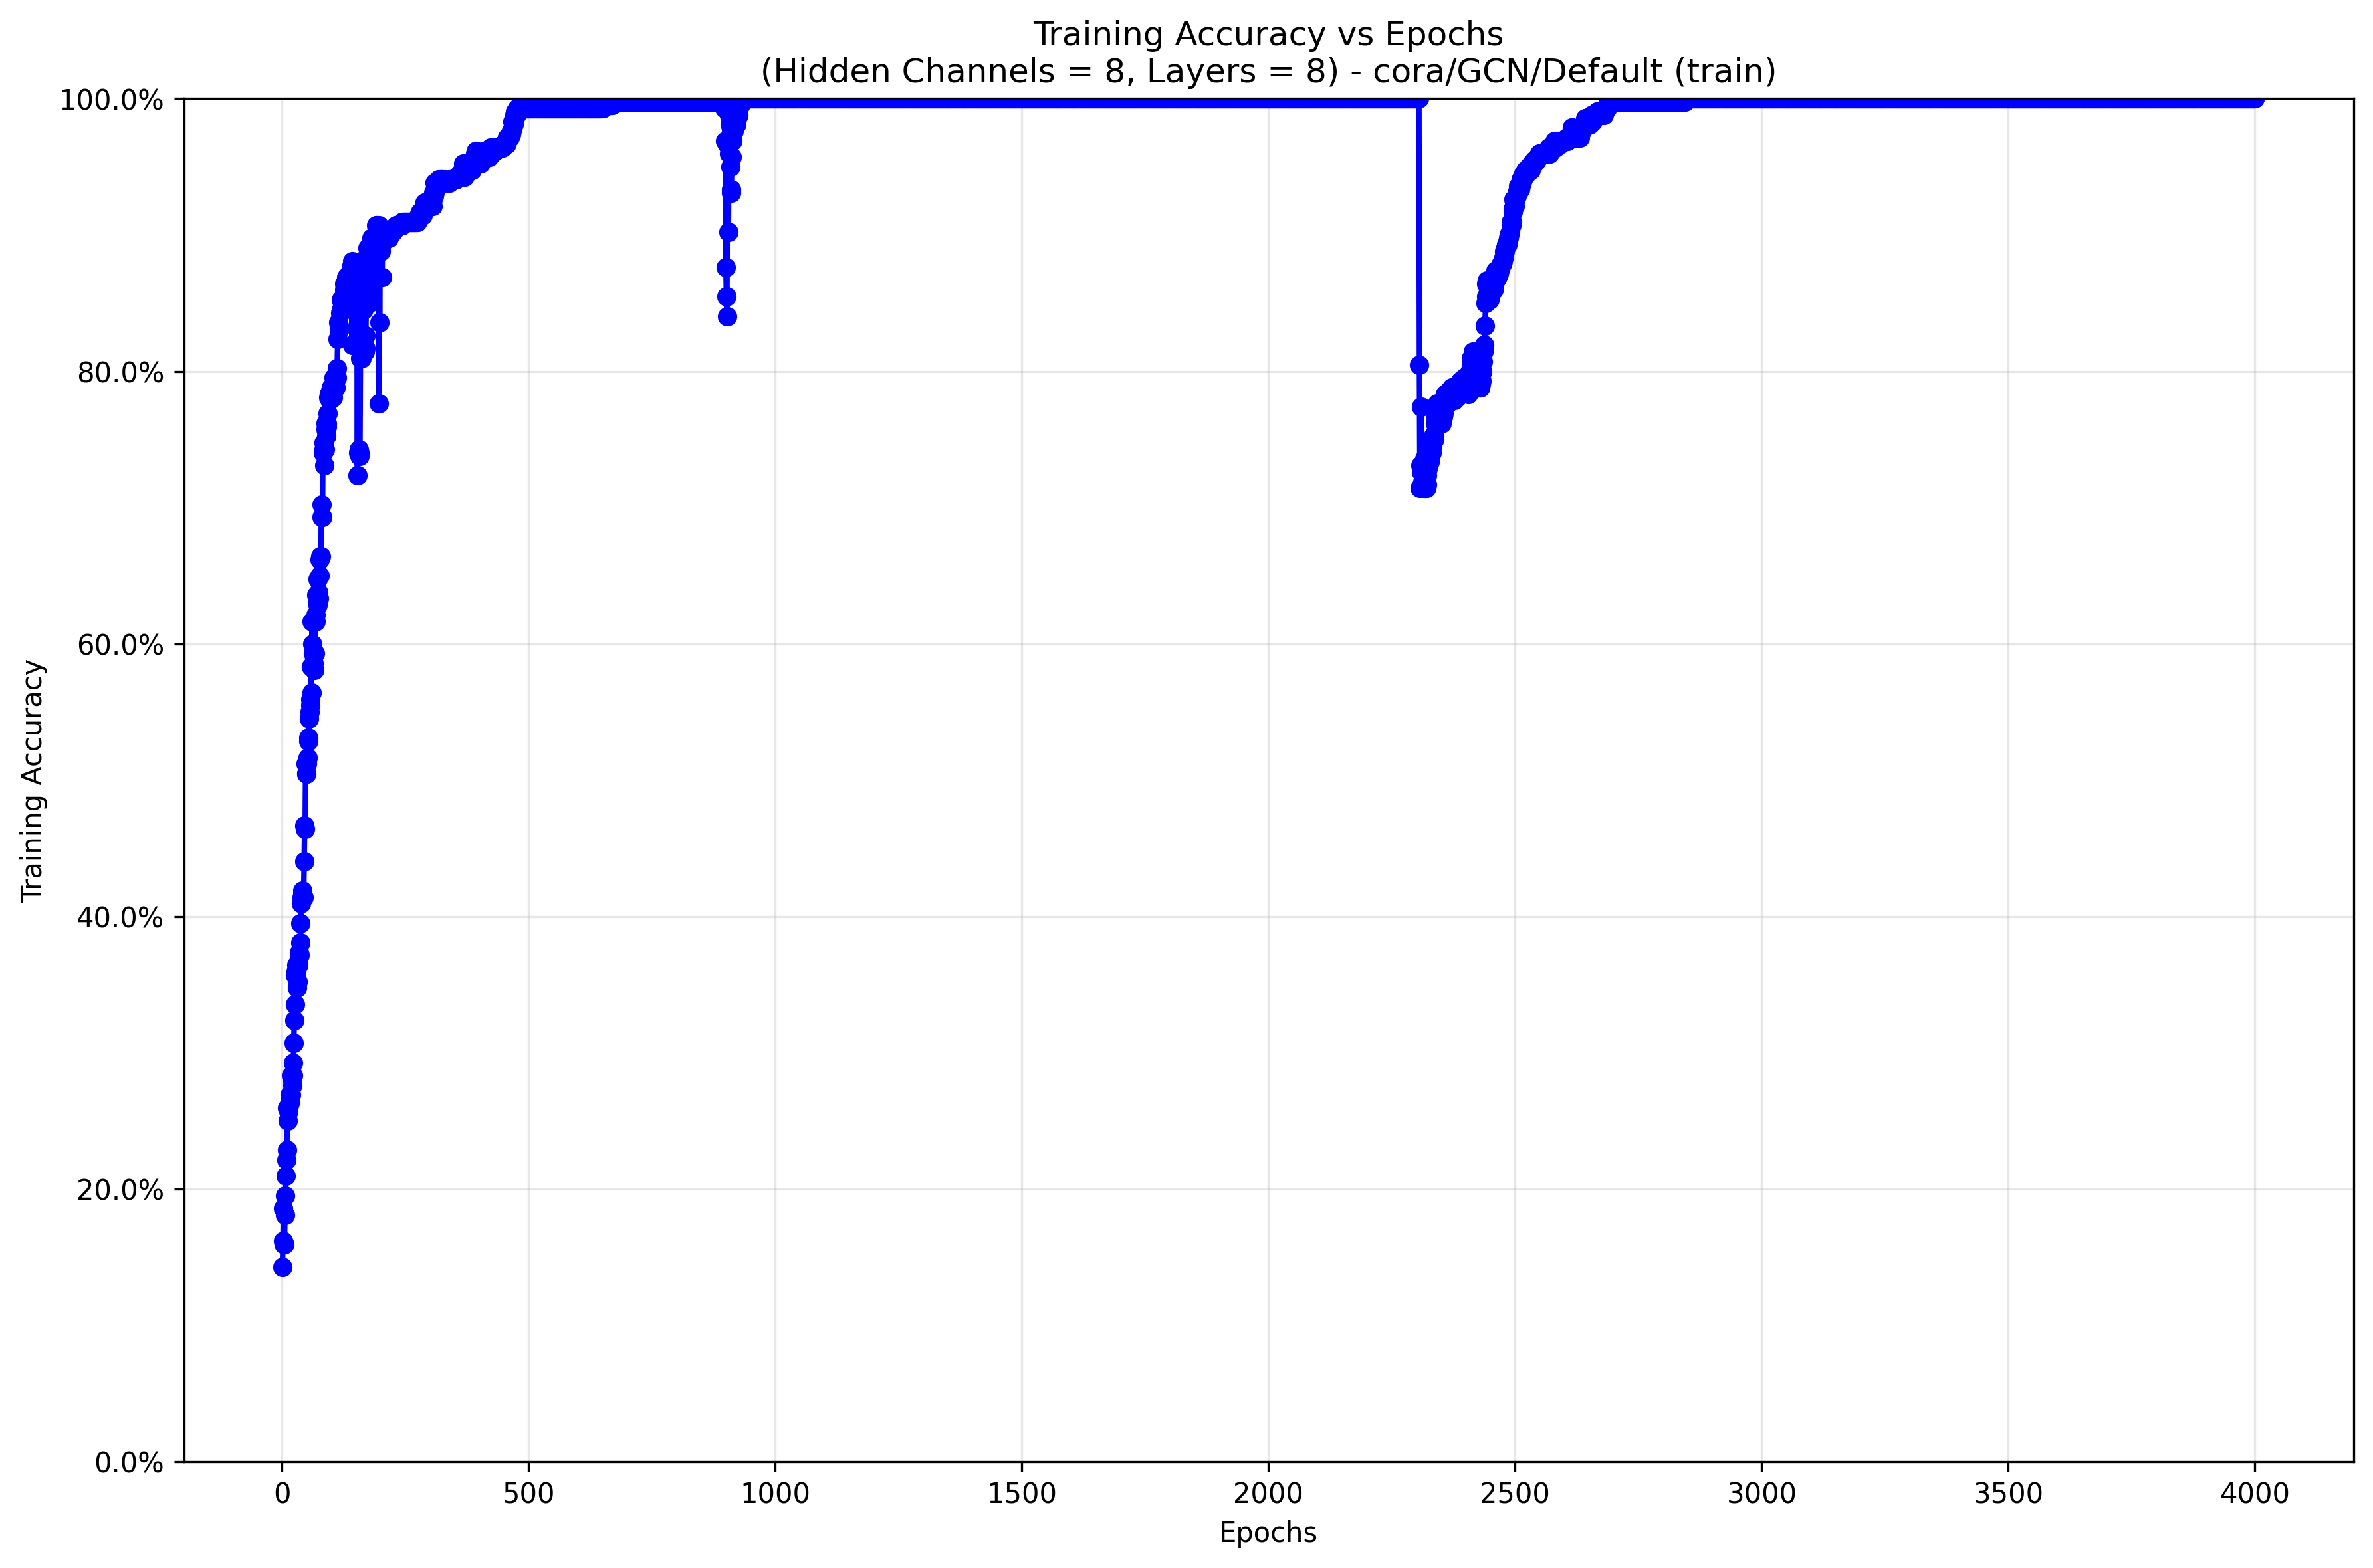 Training Accuracy vs Epochs
(Hidden Channels = 8, Layers = 8) - cora/GCN/Default (train)
100.0%
80.0%
60.0%
40.0%
20.0%
0.0%
Training Accuracy
0 500 1000 1500 2000 2500 3000 3500 4000
Epochs